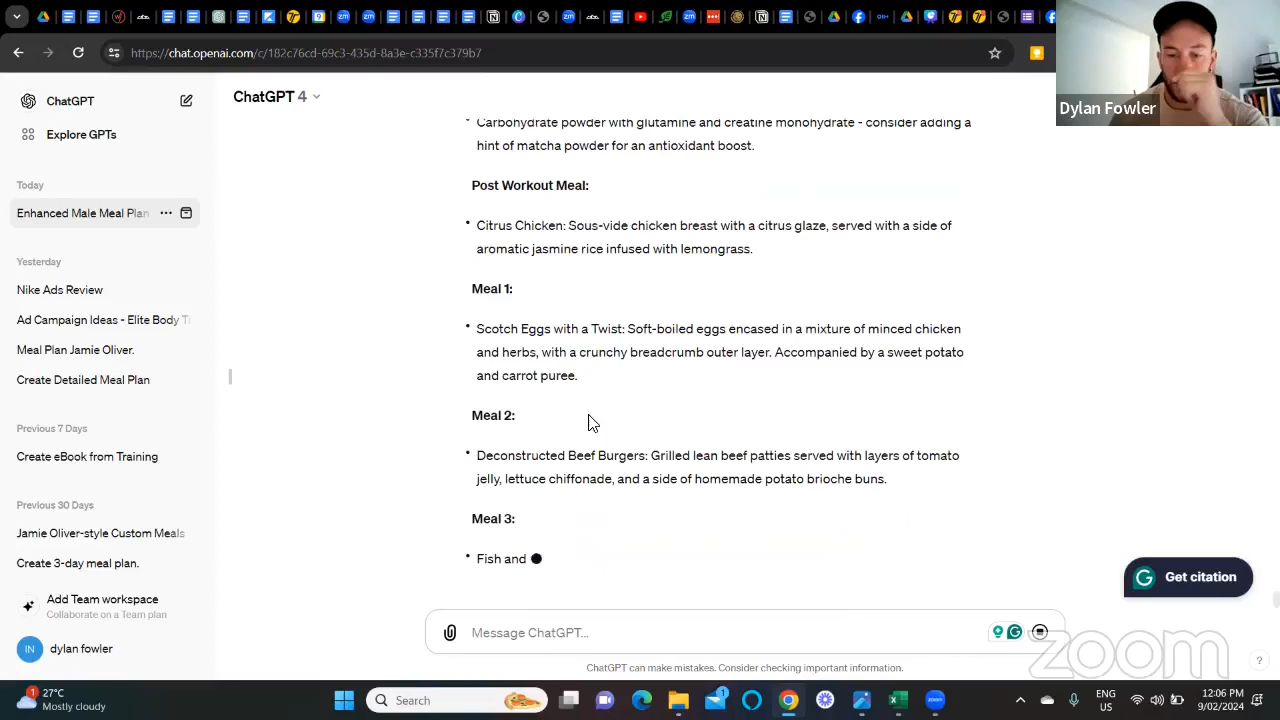 https://chat.openai.com/c/182c76cd-69c3-435d-8a3e-c335f7c379b7
Dylan Fowler
ChatGPT
Explore GPTs
Today
Enhanced Male Meal Plan
Yesterday
Nike Ads Review
Ad Campaign Ideas - Elite Body T
Meal Plan Jamie Oliver.
Create Detailed Meal Plan
Previous 7 Days
Create eBook from Training
Previous 30 Days
Jamie Oliver-style Custom Meals
Create 3-day meal plan.
Add Team workspace
Collaborate on a Team plan
IN
dylan fowler
ChatGPT 4
Carbohydrate powder with glutamine and creatine monohydrate - consider adding a
hint of matcha powder for an antioxidant boost.
Post Workout Meal:
Citrus Chicken: Sous-vide chicken breast with a citrus glaze, served with a side of
aromatic jasmine rice infused with lemongrass.
Meal 1:
Scotch Eggs with a Twist: Soft-boiled eggs encased in a mixture of minced chicken
and herbs, with a crunchy breadcrumb outer layer. Accompanied by a sweet potato
and carrot puree.
Meal 2:
Deconstructed Beef Burgers: Grilled lean beef patties served with layers of tomato
jelly, lettuce chiffonade, and a side of homemade potato brioche buns.
Meal 3:
Fish and
Get citation
Message ChatGPT...
ChatGPT can make mistakes. Consider checking important information.
zoom
?
1
27°C
Mostly cloudy
Search
1
zoom
ENG
US
12:06 PM
9/02/2024